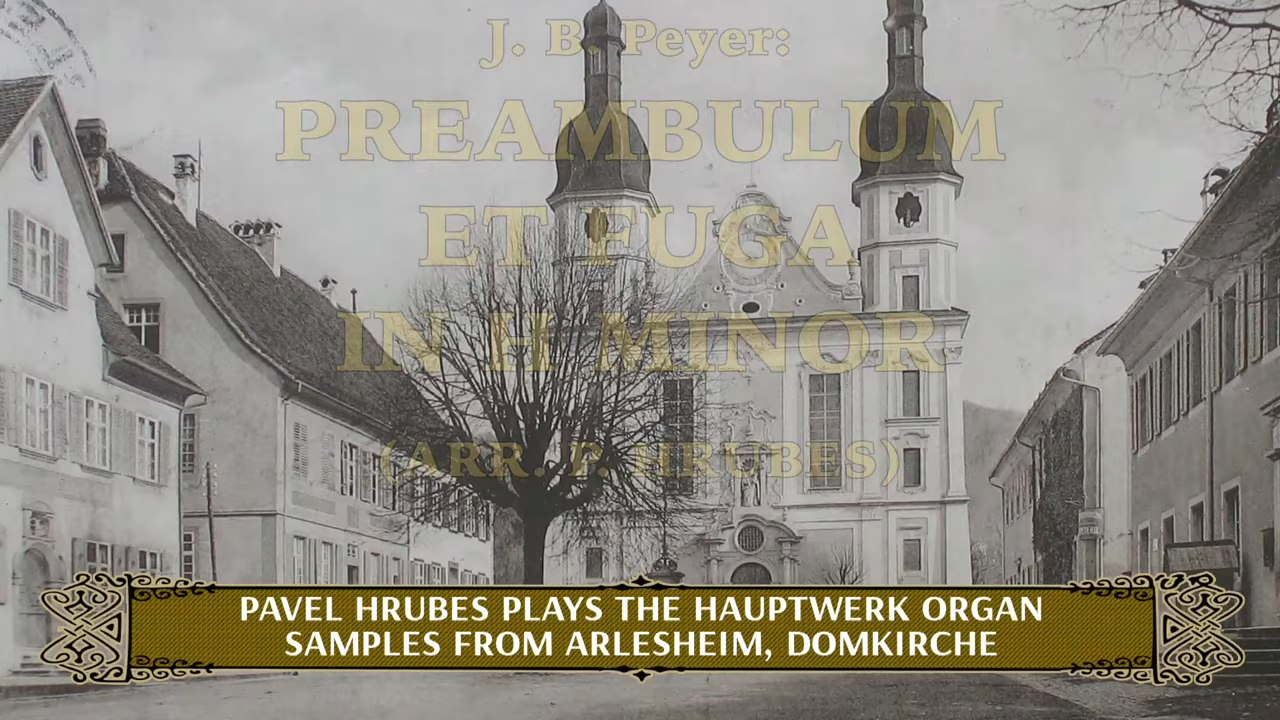 J. B. Peyer:
PREAMBULUM
ET FUGA
IN H MINOR
(ARR. P. HRUBES)
PAVEL HRUBES PLAYS THE HAUPTWERK ORGAN
SAMPLES FROM ARLESHEIM, DOMKIRCHE